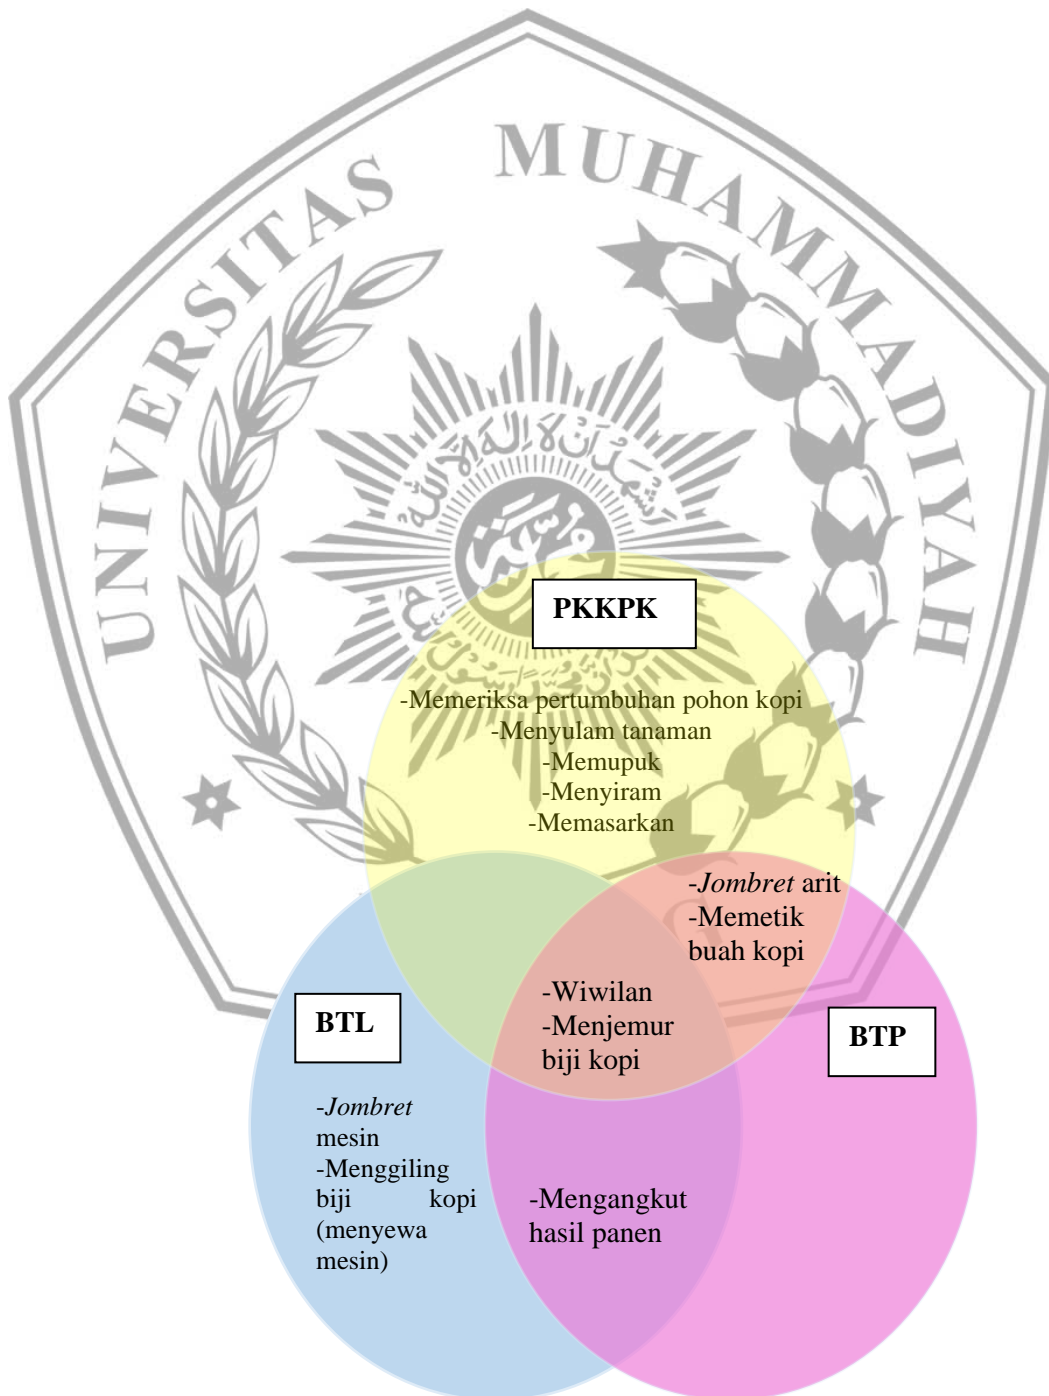 UNIVERSITAS MUHAMMADIYAH
PKKPK
-Memeriksa pertumbuhan pohon kopi
-Menyulam tanaman
-Memupuk
-Menyiram
-Memasarkan
-Jombret arit
-Memetik
buah kopi
-Wiwilan
-Menjemur
biji kopi
BTL
BTP
-Jombret
mesin
-Menggiling
biji kopi
(menyewa
mesin)
-Mengangkut
hasil panen